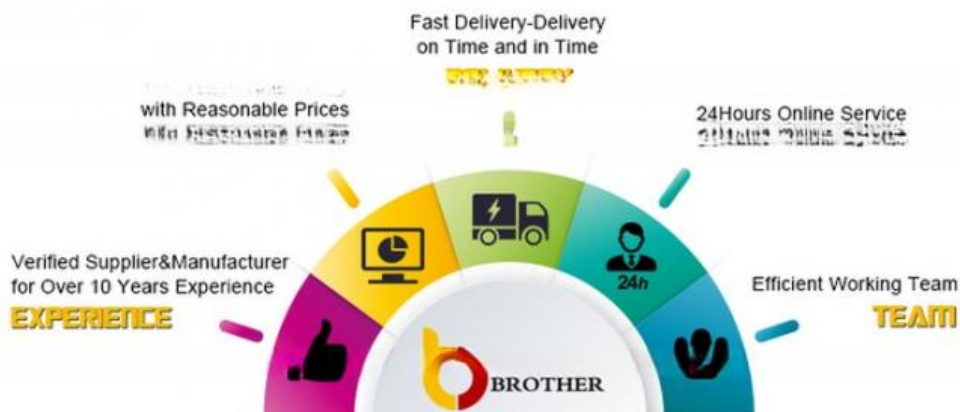 Fast Delivery-Delivery
on Time and in Time
with Reasonable Prices
24Hours Online Service
Verified Supplier&Manufacturer
for Over 10 Years Experience
EXPERIENCE
24h
Efficient Working Team
TEAM
BROTHER